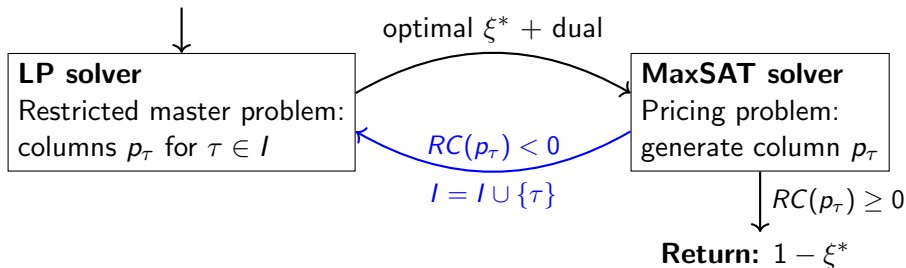 optimal ξ* + dual
LP solver
Restricted master problem:
columns p_τ for τ ∈ I
MaxSAT solver
Pricing problem:
generate column p_τ
RC(p_τ) < 0
I = I ∪ {τ}
RC(p_τ) ≥ 0
Return: 1 − ξ*